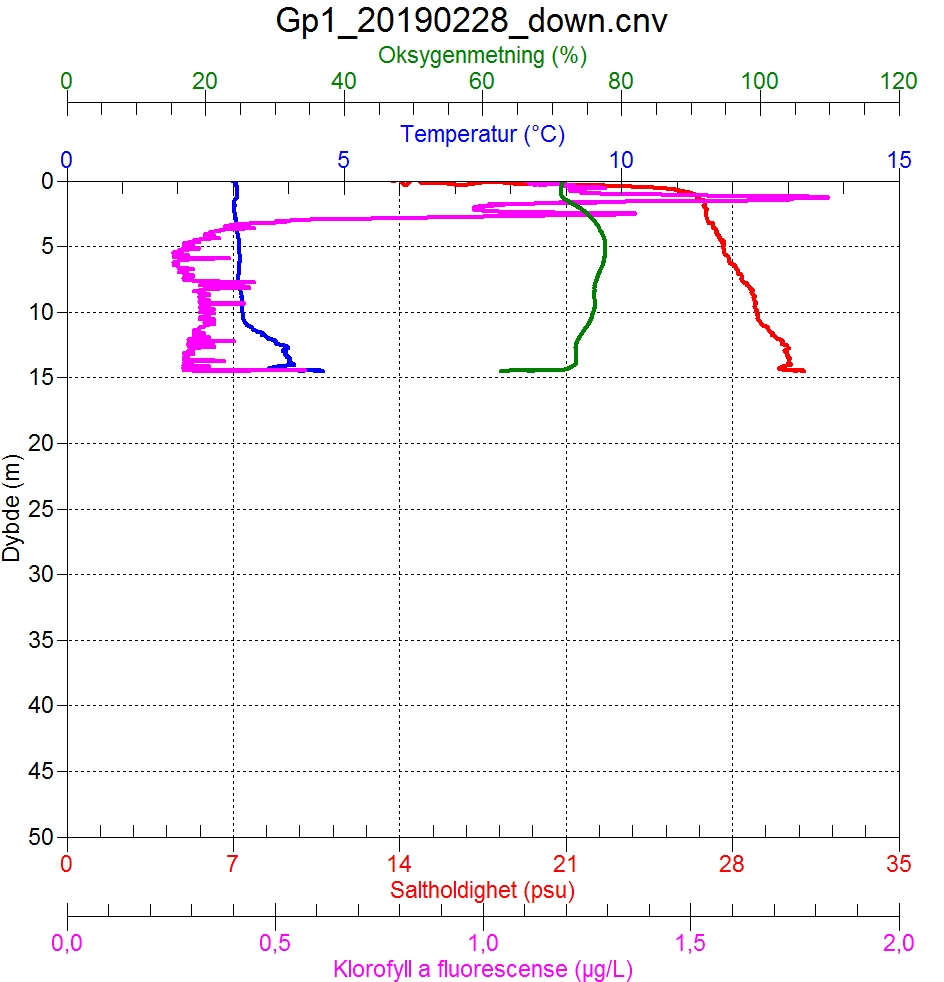 Gp1_20190228_down.cnv
Oksygenmetning (%)
0 20 40 60 80 100 120
Temperatur (°C)
0 5 10 15
0
5
10
15
20
25
30
35
40
45
50
Dybde (m)
0 7 14 21 28 35
Saltholdighet (psu)
0,0 0,5 1,0 1,5 2,0
Klorofyll a fluorescense (µg/L)